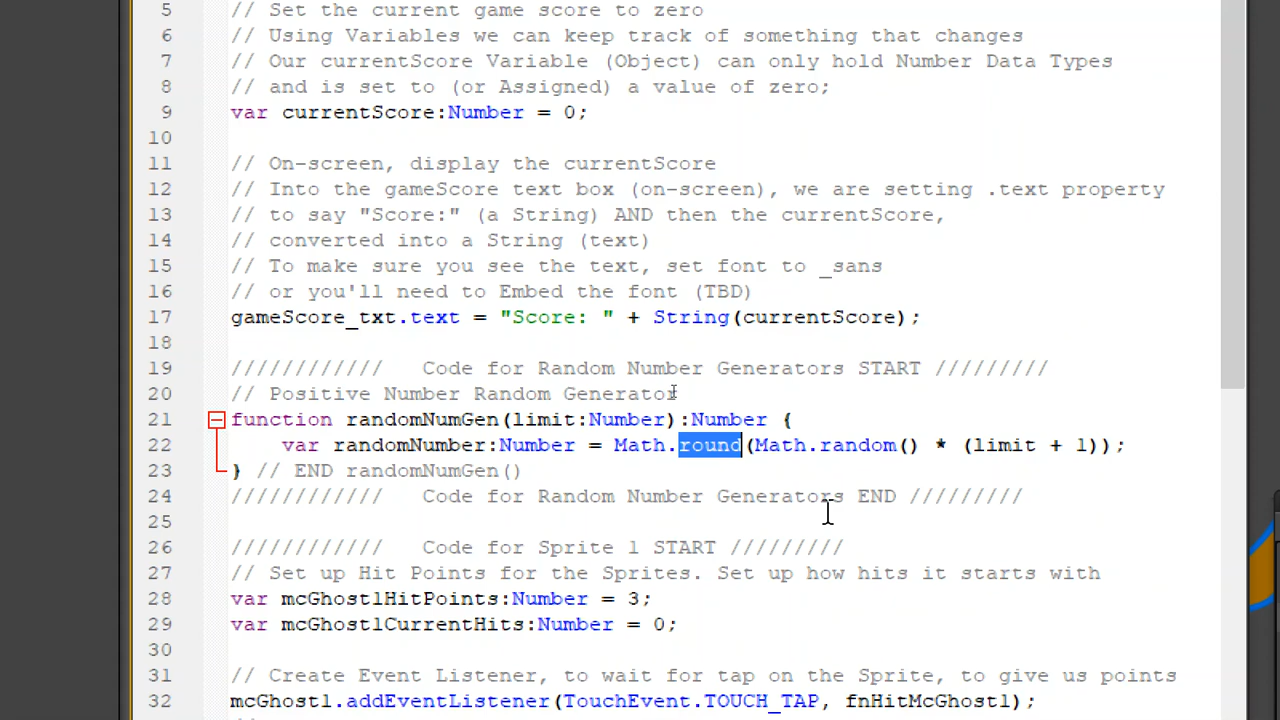 5 // Set the current game score to zero
6 // Using Variables we can keep track of something that changes
7 // Our currentScore Variable (Object) can only hold Number Data Types
8 // and is set to (or Assigned) a value of zero;
9 var currentScore:Number = 0;
10
11 // On-screen, display the currentScore
12 // Into the gameScore text box (on-screen), we are setting .text property
13 // to say "Score:" (a String) AND then the currentScore,
14 // converted into a String (text)
15 // To make sure you see the text, set font to _sans
16 // or you'll need to Embed the font (TBD)
17 gameScore_txt.text = "Score: " + String(currentScore);
18
19 //////////// Code for Random Number Generators START /////////
20 // Positive Number Random Generator
21 function randomNumGen(limit:Number):Number {
22 var randomNumber:Number = Math.round(Math.random() * (limit + 1));
23 } // END randomNumGen()
24 //////////// Code for Random Number Generators END /////////
25
26 //////////// Code for Sprite 1 START /////////
27 // Set up Hit Points for the Sprites. Set up how hits it starts with
28 var mcGhost1HitPoints:Number = 3;
29 var mcGhost1CurrentHits:Number = 0;
30
31 // Create Event Listener, to wait for tap on the Sprite, to give us points
32 mcGhost1.addEventListener(TouchEvent.TOUCH_TAP, fnHitMcGhost1);